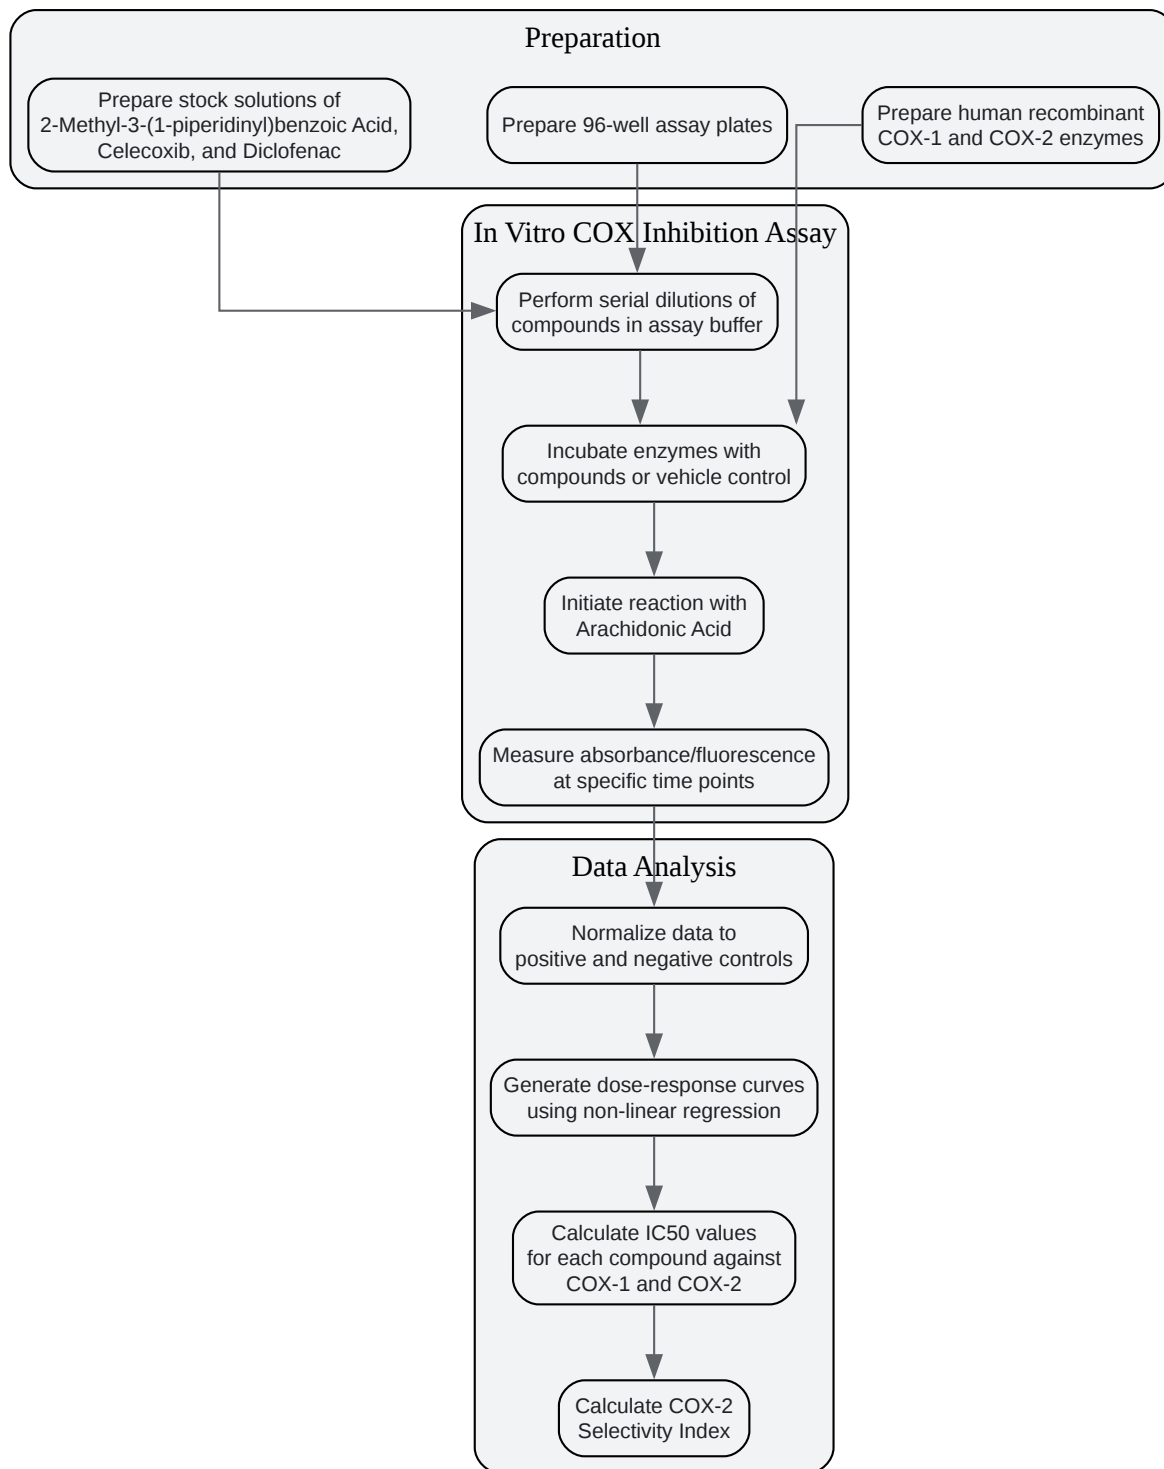 Preparation
Prepare stock solutions of
2-Methyl-3-(1-piperidinyl)benzoic Acid,
Celecoxib, and Diclofenac
Prepare 96-well assay plates
Prepare human recombinant
COX-1 and COX-2 enzymes
In Vitro COX Inhibition Assay
Perform serial dilutions of
compounds in assay buffer
Incubate enzymes with
compounds or vehicle control
Initiate reaction with
Arachidonic Acid
Measure absorbance/fluorescence
at specific time points
Data Analysis
Normalize data to
positive and negative controls
Generate dose-response curves
using non-linear regression
Calculate IC50 values
for each compound against
COX-1 and COX-2
Calculate COX-2
Selectivity Index